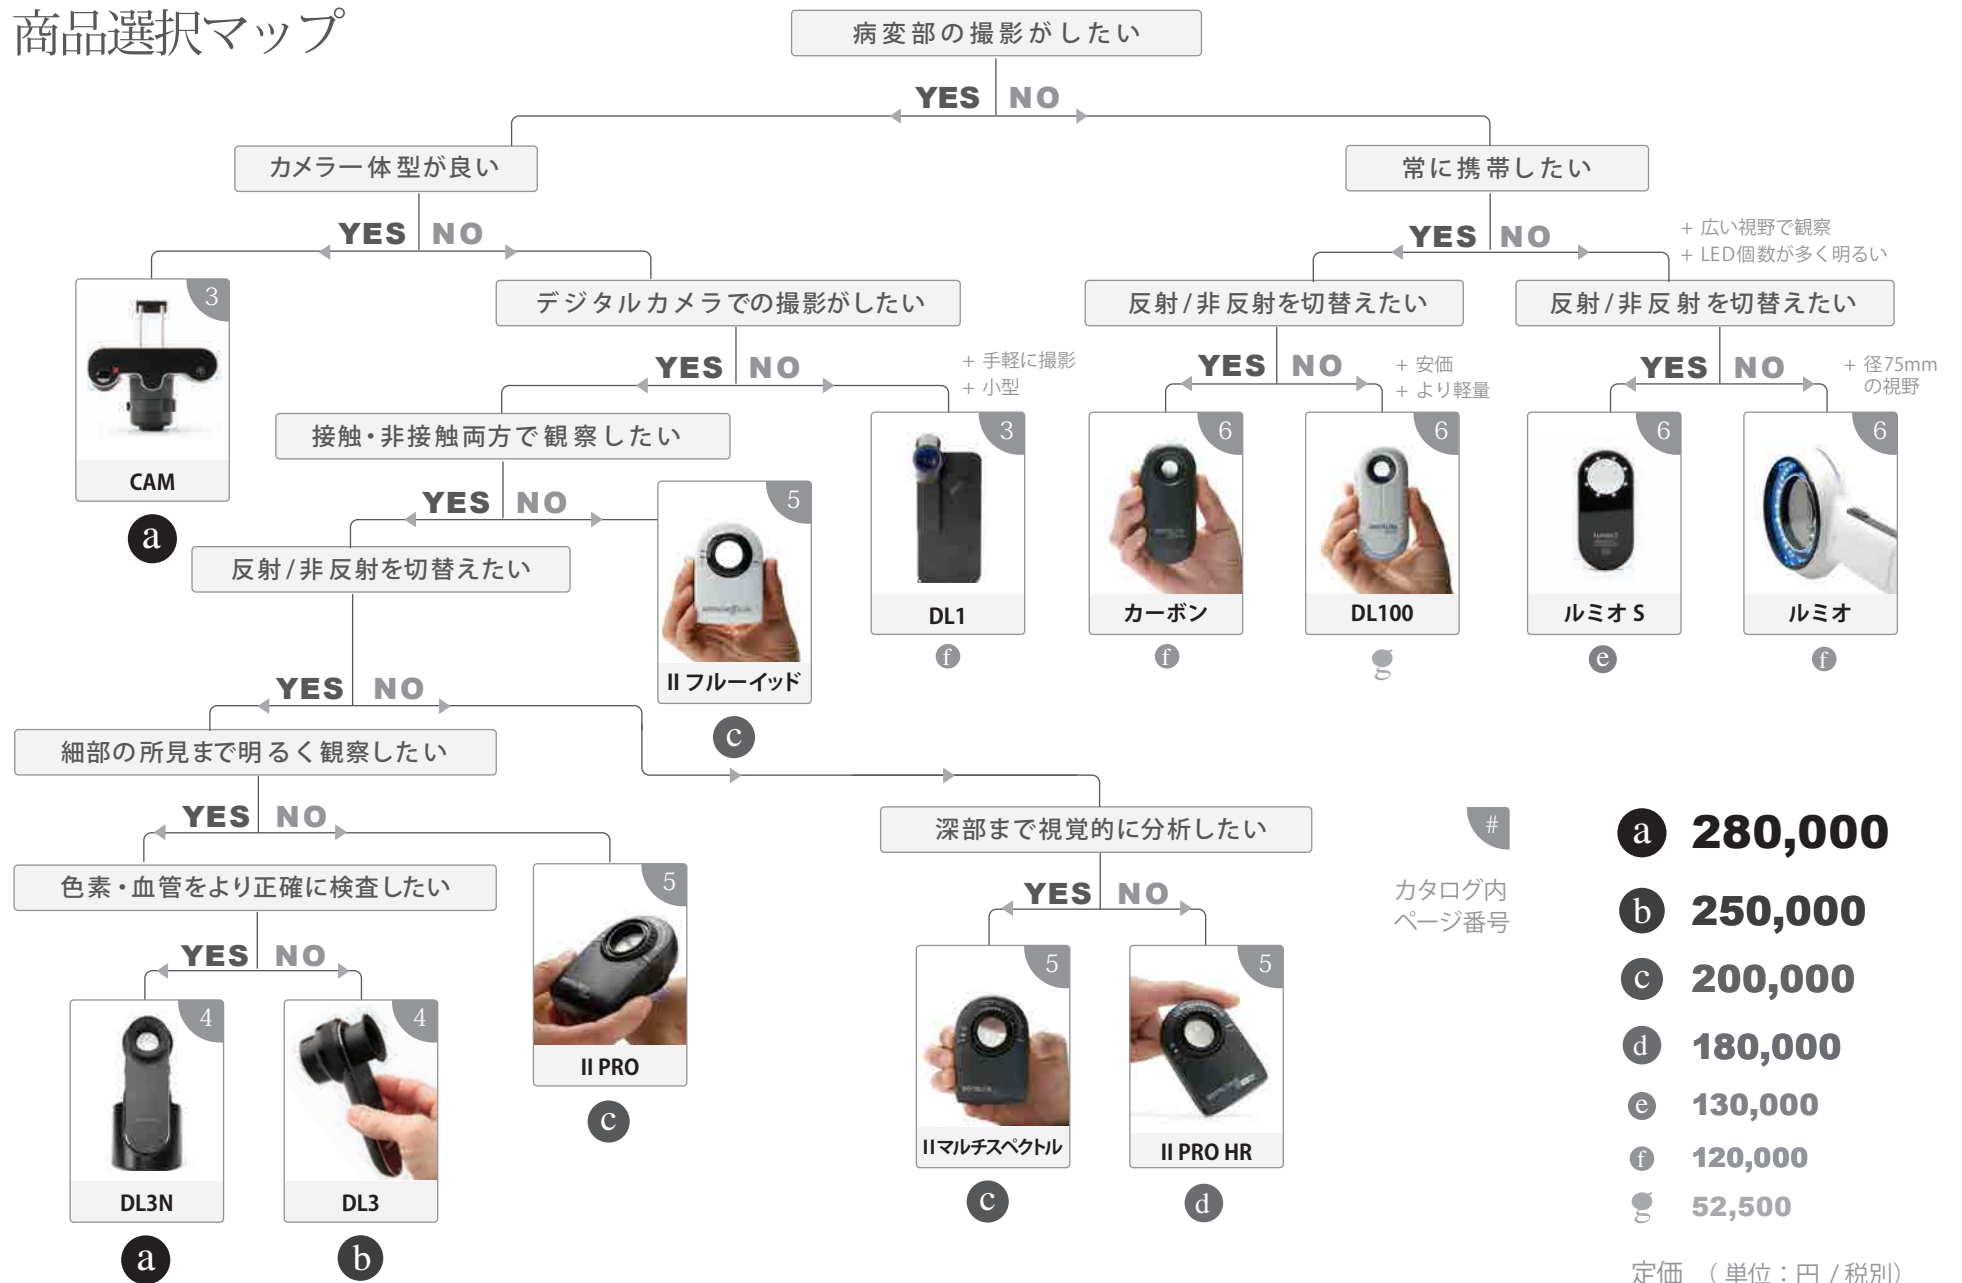 商品選択マップ
病変部の撮影がしたい
YES NO
カメラ一体型が良い
常に携帯したい
YES NO
YES NO
+ 広い視野で観察
+ LED個数が多く明るい
3
CAM
a
デジタルカメラでの撮影がしたい
反射/非反射を切替えたい
反射/非反射を切替えたい
YES NO
+ 手軽に撮影
+ 小型
YES NO
+ 安価
+ より軽量
YES NO
+ 径75mm
の視野
接触・非接触両方で観察したい
3
DL1
f
6
カーボン
f
6
DL100
g
6
ルミオ S
e
6
ルミオ
f
YES NO
5
II フルーイッド
c
反射/非反射を切替えたい
YES NO
細部の所見まで明るく観察したい
YES NO
深部まで視覚的に分析したい
YES NO
色素・血管をより正確に検査したい
YES NO
5
II PRO
c
5
IIマルチスペクトル
c
5
II PRO HR
d
4
DL3N
a
4
DL3
b
#
カタログ内
ページ番号
a 280,000
b 250,000
c 200,000
d 180,000
e 130,000
f 120,000
g 52,500
定価 （単位：円 / 税別）